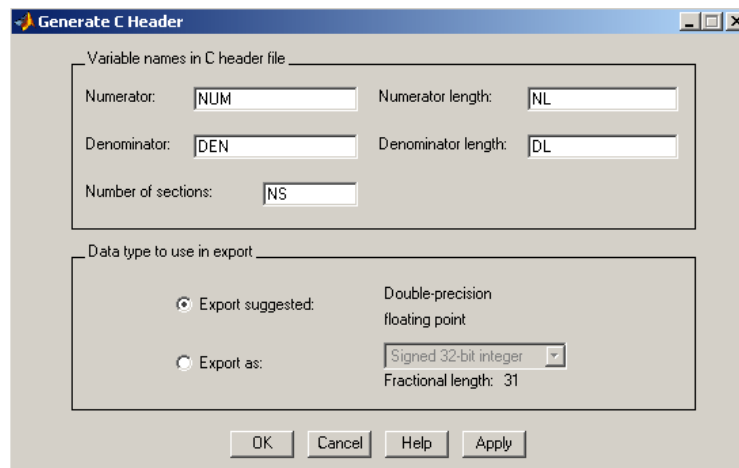 Generate C Header
Variable names in C header file
Numerator: NUM Numerator length: NL
Denominator: DEN Denominator length: DL
Number of sections: NS
Data type to use in export
Export suggested: Double-precision
floating point
Export as: Signed 32-bit integer
Fractional length: 31
OK Cancel Help Apply